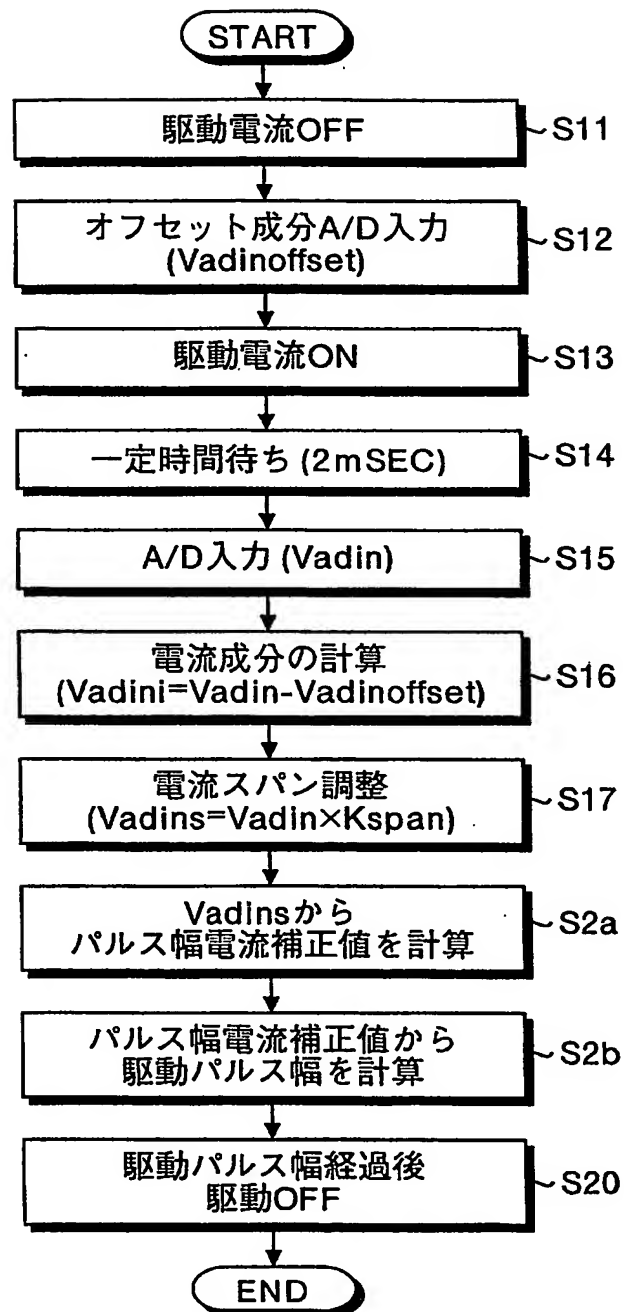 START
駆動電流OFF
S11
オフセット成分A/D入力
(Vadinoffset)
S12
駆動電流ON
S13
一定時間待ち(2mSEC)
S14
A/D入力(Vadin)
S15
電流成分の計算
(Vadini=Vadin-Vadinoffset)
S16
電流スパン調整
(Vadins=Vadin×Kspan)
S17
Vadinsから
パルス幅電流補正値を計算
S2a
パルス幅電流補正値から
駆動パルス幅を計算
S2b
駆動パルス幅経過後
駆動OFF
S20
END